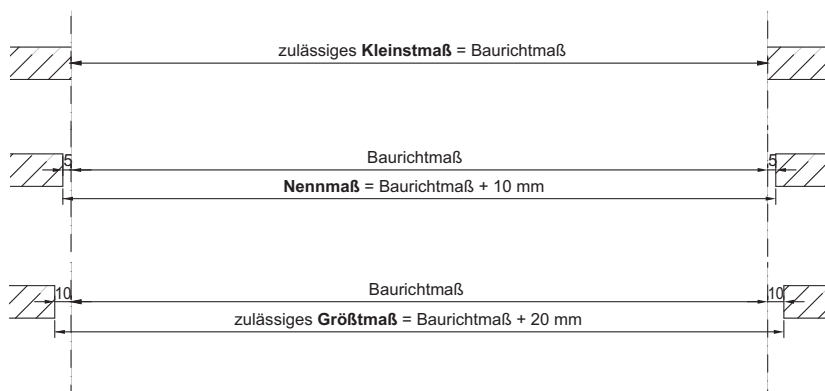 zulässiges Kleinstmaß = Baurichtmaß
5 Baurichtmaß 5
Nennmaß = Baurichtmaß + 10 mm
10 Baurichtmaß 10
zulässiges Größtmaß = Baurichtmaß + 20 mm